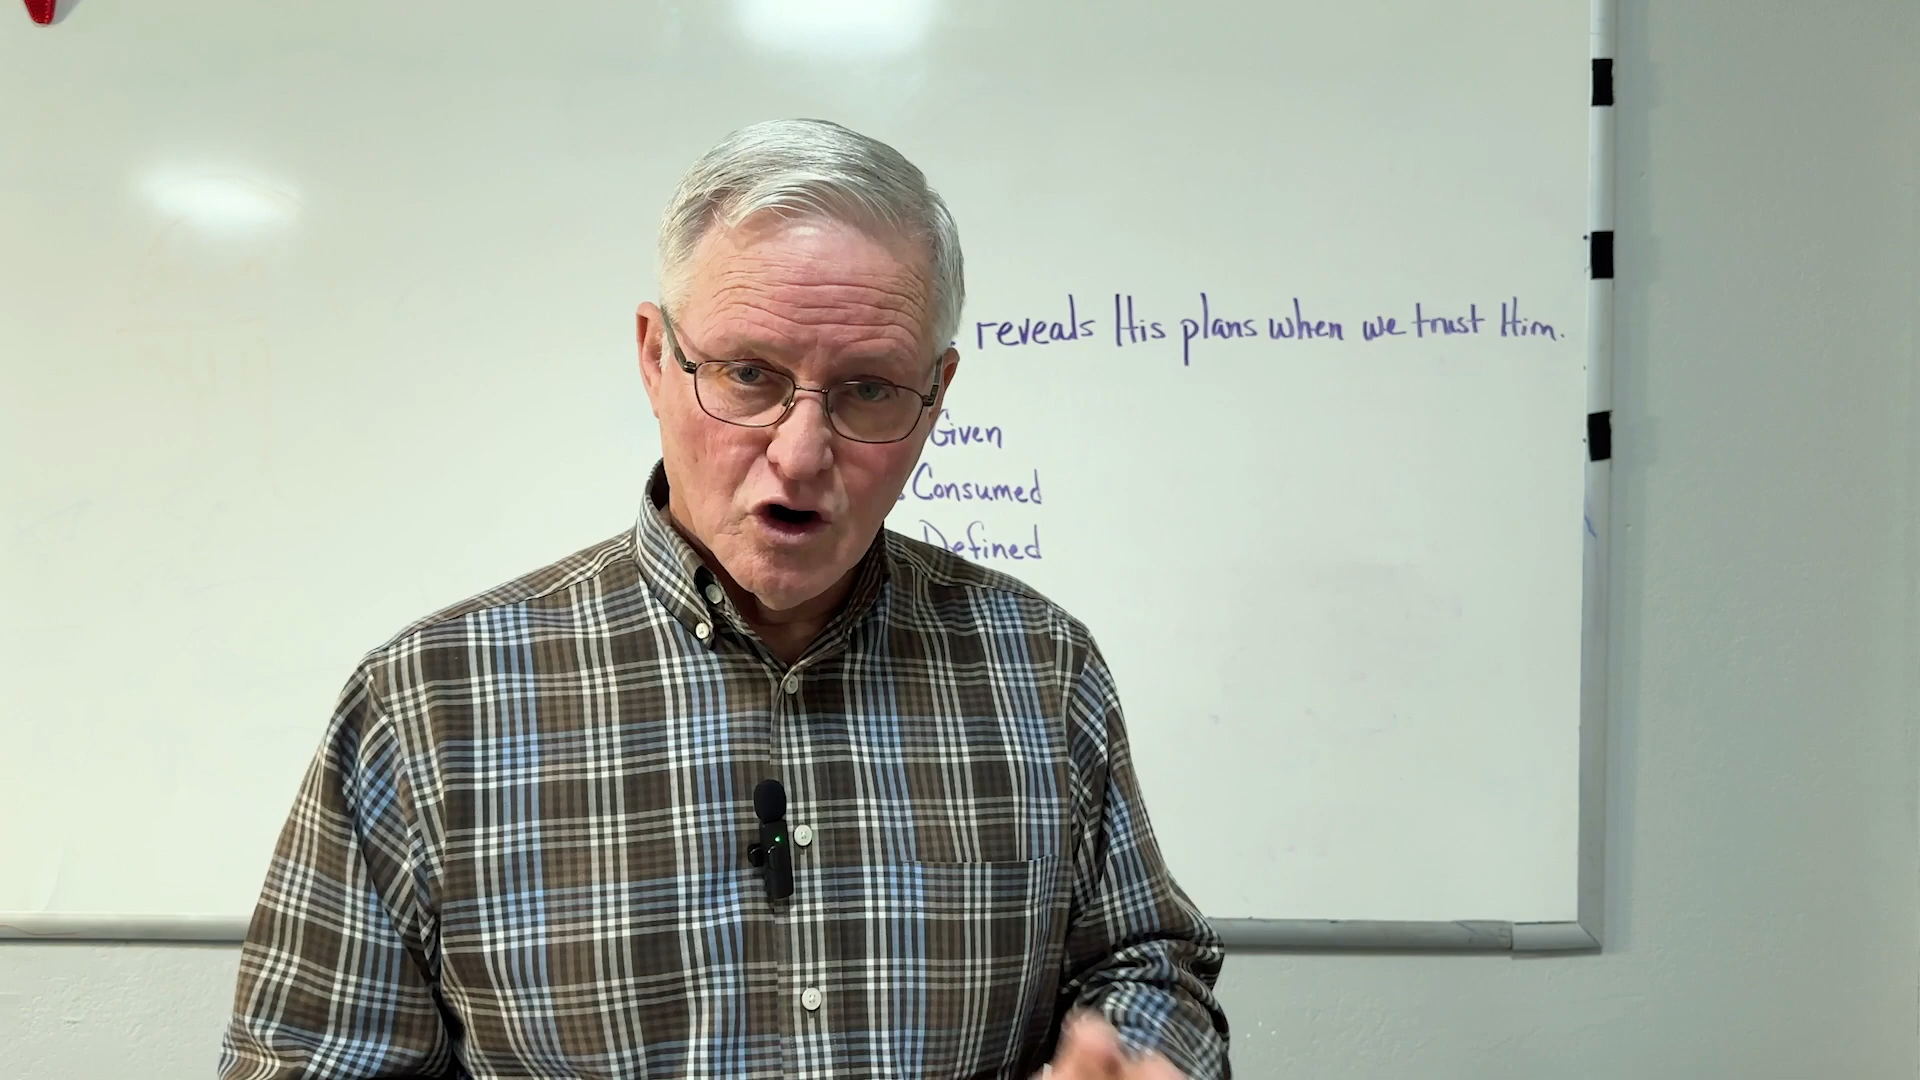 reveals His plans when we trust Him.
Given
Consumed
Defined